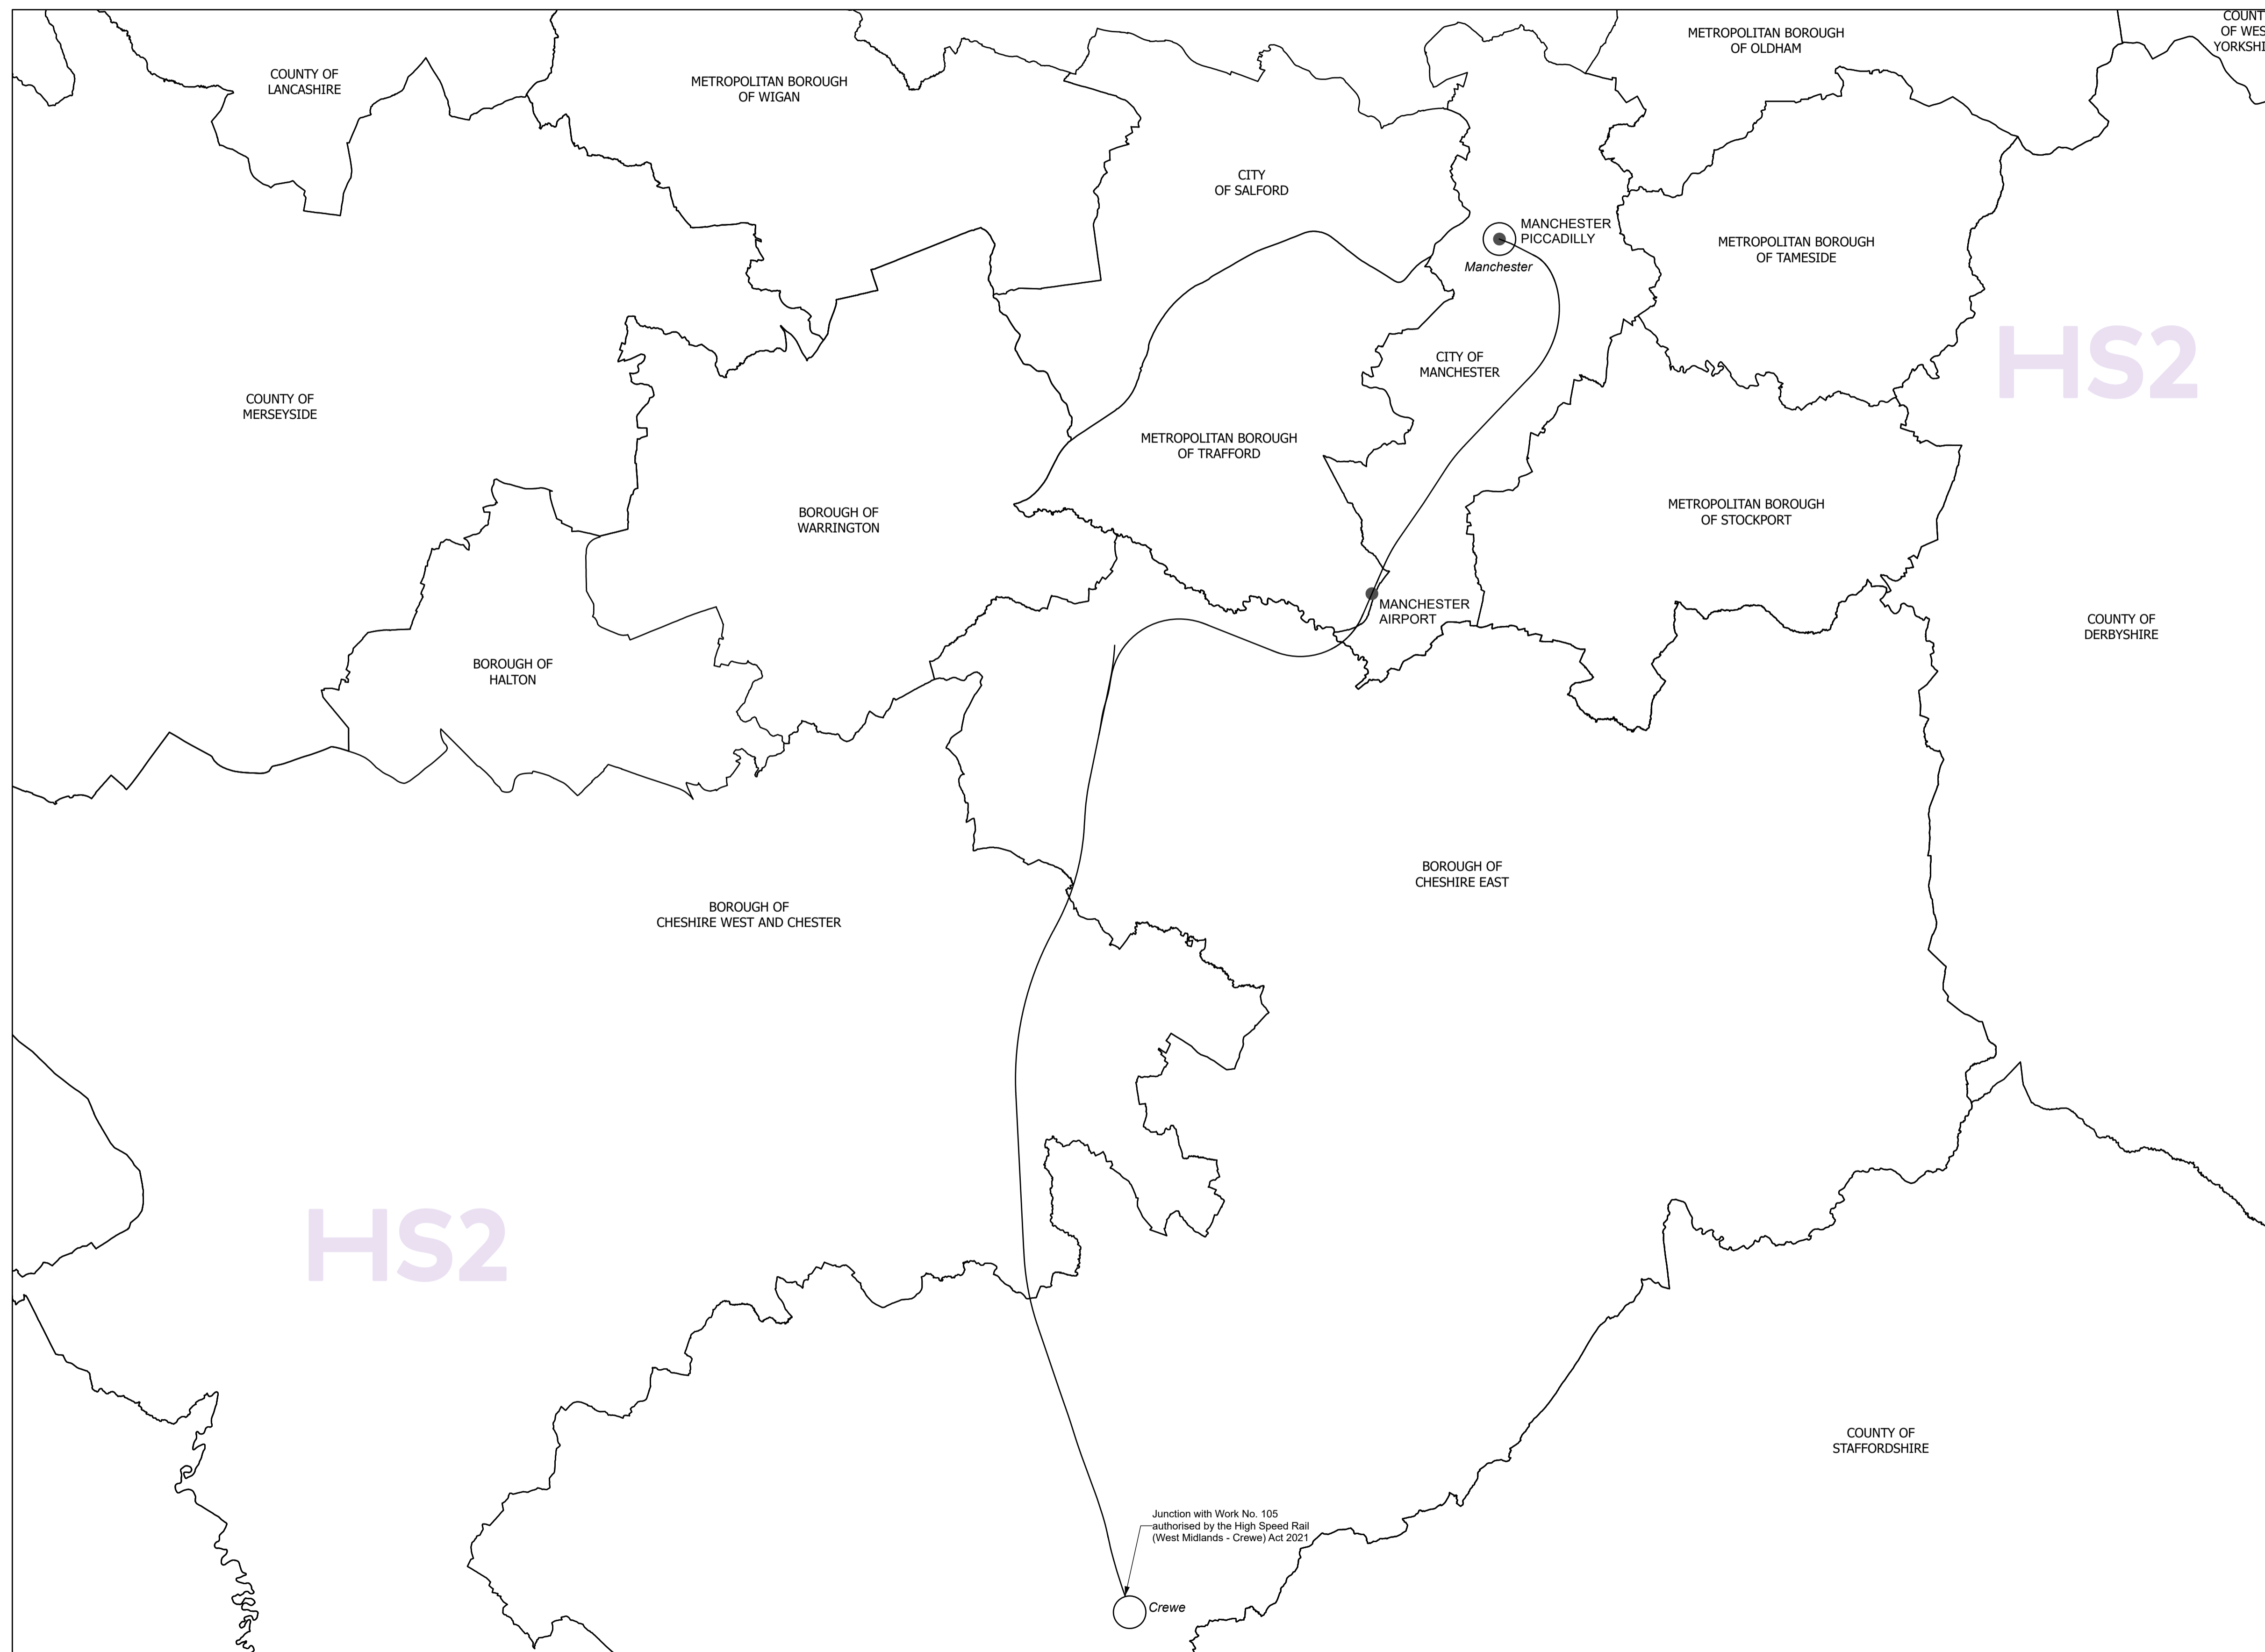 METROPOLITAN BOROUGH
OF OLDHAM
COUNTY OF
LANCASHIRE
METROPOLITAN BOROUGH
OF WIGAN
CITY
OF SALFORD
MANCHESTER
PICCADILLY
Manchester
METROPOLITAN BOROUGH
OF TAMESIDE
HS2
CITY OF
MANCHESTER
COUNTY OF
MERSEYSIDE
METROPOLITAN BOROUGH
OF TRAFFORD
BOROUGH OF
WARRINGTON
METROPOLITAN BOROUGH
OF STOCKPORT
MANCHESTER
AIRPORT
COUNTY OF
DERBYSHIRE
BOROUGH OF
HALTON
BOROUGH OF
CHESHIRE EAST
BOROUGH OF
CHESHIRE WEST AND CHESTER
HS2
COUNTY OF
STAFFORDSHIRE
Junction with Work No. 105
authorised by the High Speed Rail
(West Midlands - Crewe) Act 2021
Crewe